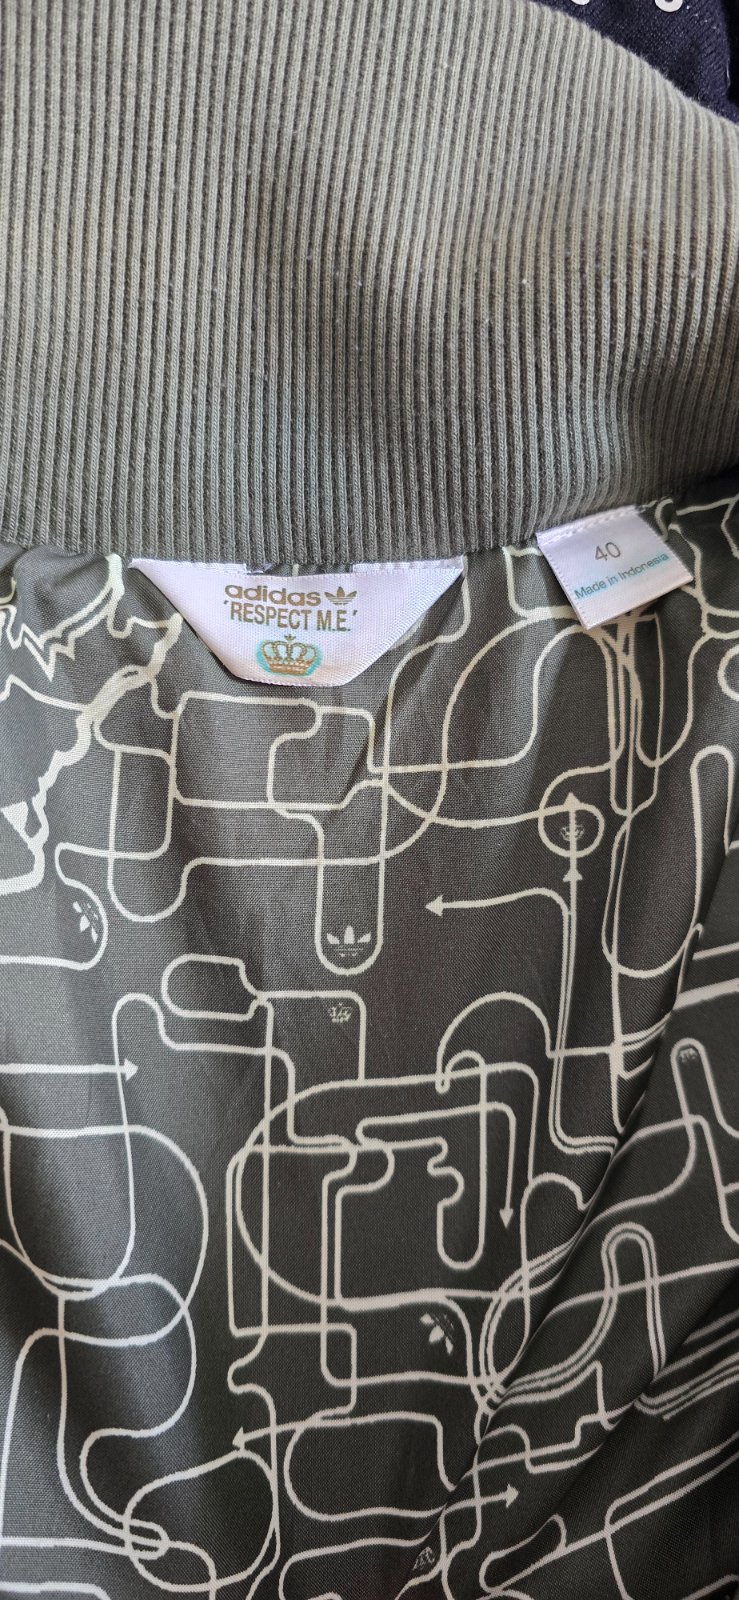 adidas
'RESPECT M.E.'
40
Made in Indonesia